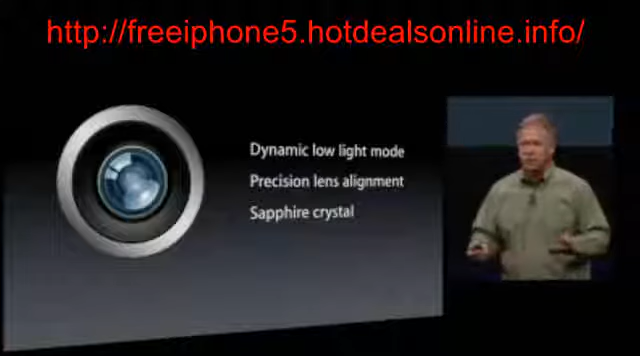 http://freeiphone5.hotdealsonline.info/
Dynamic low light mode
Precision lens alignment
Sapphire crystal